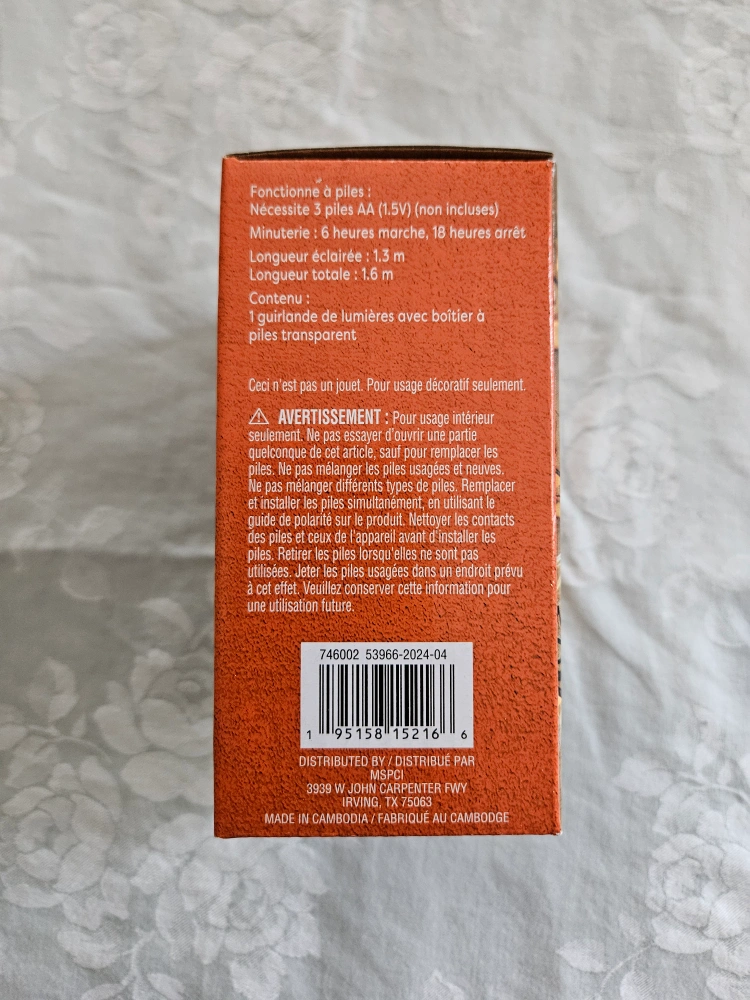 Fonctionne à piles :
Nécessite 3 piles AA (1.5V) (non incluses)
Minuterie : 6 heures marche, 18 heures arrêt
Longueur éclairée : 1.3 m
Longueur totale : 1.6 m
Contenu :
1 guirlande de lumières avec boîtier à
piles transparent
Ceci n'est pas un jouet. Pour usage décoratif seulement.
⚠ AVERTISSEMENT : Pour usage intérieur
seulement. Ne pas essayer d'ouvrir une partie
quelconque de cet article, sauf pour remplacer les
piles. Ne pas mélanger les piles usagées et neuves.
Ne pas mélanger différents types de piles. Remplacer
et installer les piles simultanément, en utilisant le
guide de polarité sur le produit. Nettoyer les contacts
des piles et ceux de l'appareil avant d'installer les
piles. Retirer les piles lorsqu'elles ne sont pas
utilisées. Jeter les piles usagées dans un endroit prévu
à cet effet. Veuillez conserver cette information pour
une utilisation future.
746002 53966-2024-04
1 95158 15216 6
DISTRIBUTED BY / DISTRIBUÉ PAR
MSPCI
3939 W JOHN CARPENTER FWY
IRVING, TX 75063
MADE IN CAMBODIA / FABRIQUÉ AU CAMBODGE